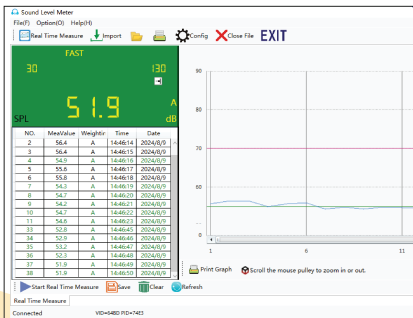 Sound Level Meter
File(F) Option(O) Help(H)
Real Time Measure Import Config Close File EXIT
FAST
30 130
51.9
A
SPL dB
NO. MeaValue Weightin Time Date
2 56.4 A 14:46:14 2024/8/9
3 56.4 A 14:46:15 2024/8/9
4 54.9 A 14:46:16 2024/8/9
5 55.6 A 14:46:17 2024/8/9
6 55.8 A 14:46:18 2024/8/9
7 54.3 A 14:46:19 2024/8/9
8 54.7 A 14:46:20 2024/8/9
9 54.2 A 14:46:21 2024/8/9
10 54.7 A 14:46:22 2024/8/9
11 54.6 A 14:46:23 2024/8/9
33 52.8 A 14:46:45 2024/8/9
34 52.9 A 14:46:46 2024/8/9
35 53.2 A 14:46:47 2024/8/9
36 52.3 A 14:46:48 2024/8/9
37 51.9 A 14:46:49 2024/8/9
38 51.9 A 14:46:50 2024/8/9
90
80
70
60
...
0
1 6 11
Print Graph Scroll the mouse pulley to zoom in or out.
Start Real Time Measure Save Clear Refresh
Real Time Measure
Connected VID=64BD PID=74E3